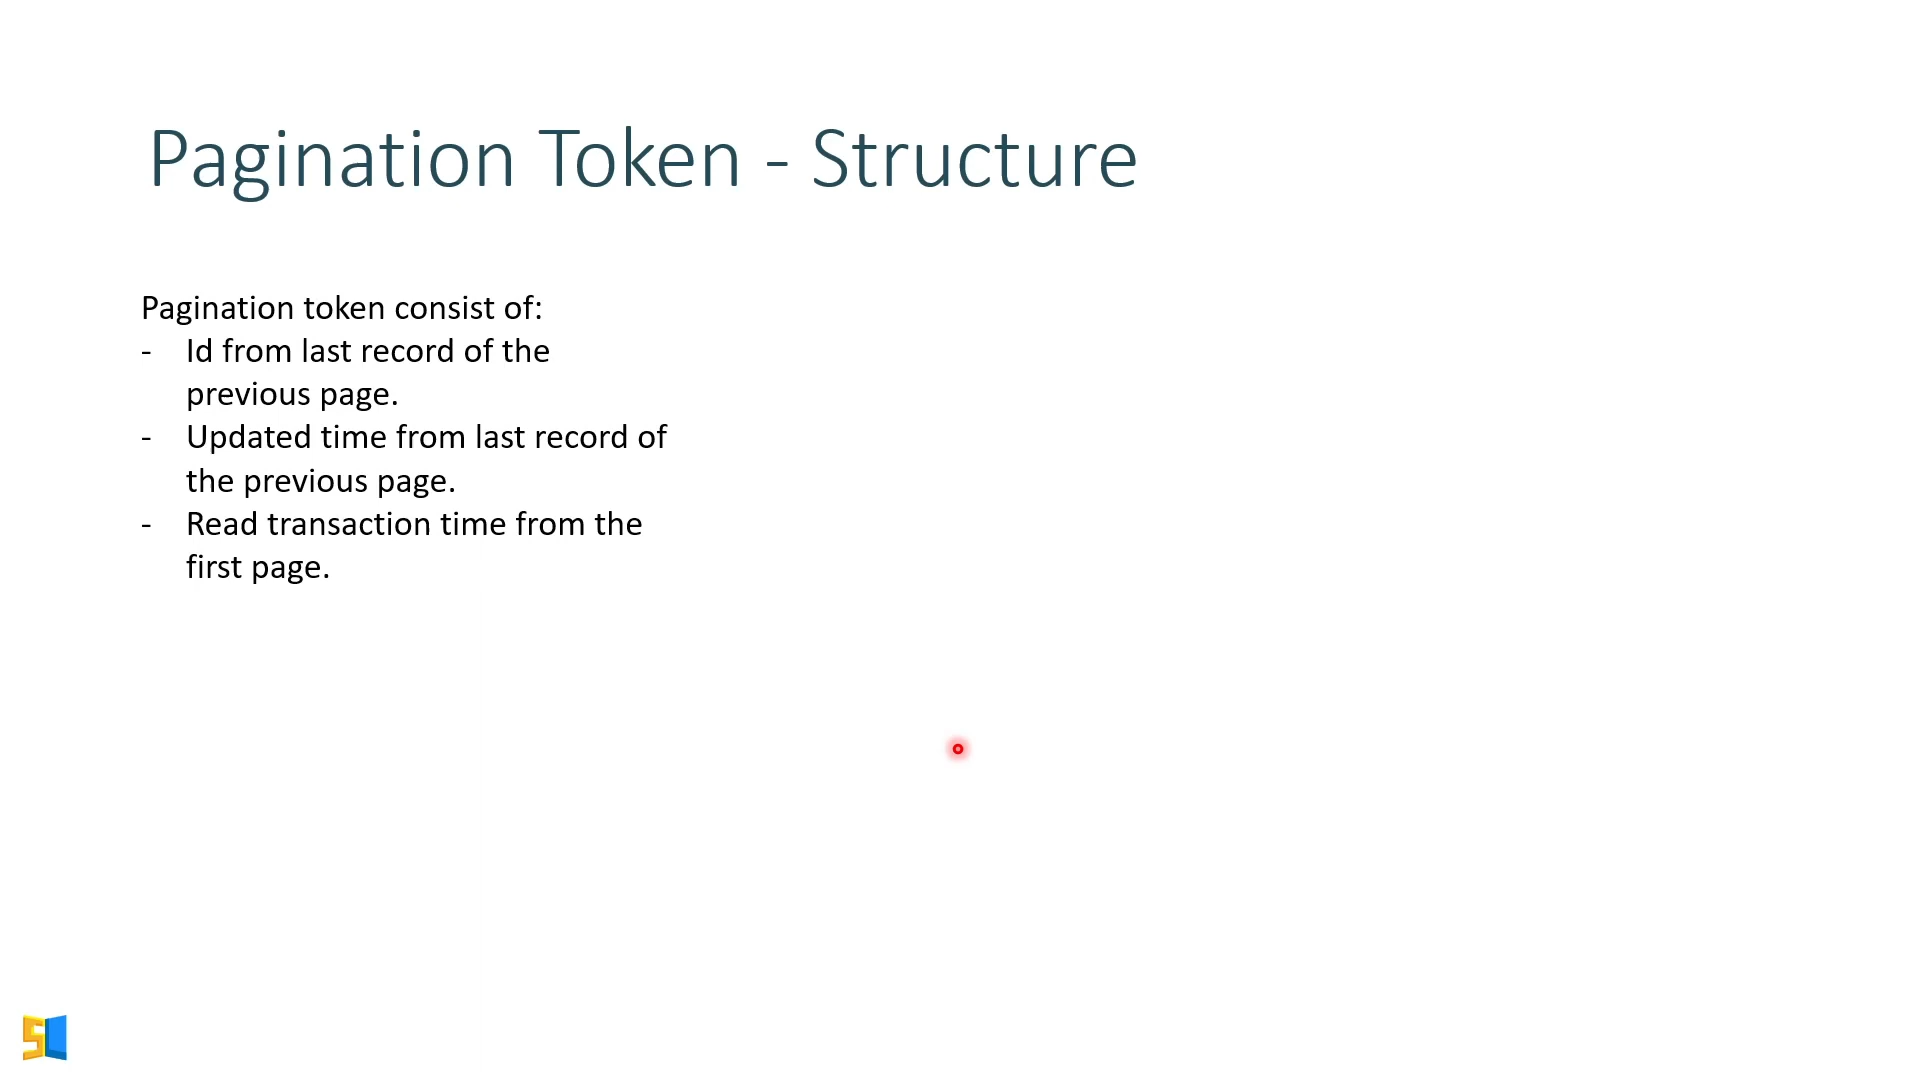 Pagination Token - Structure
Pagination token consist of:
- Id from last record of the
previous page.
- Updated time from last record of
the previous page.
- Read transaction time from the
first page.